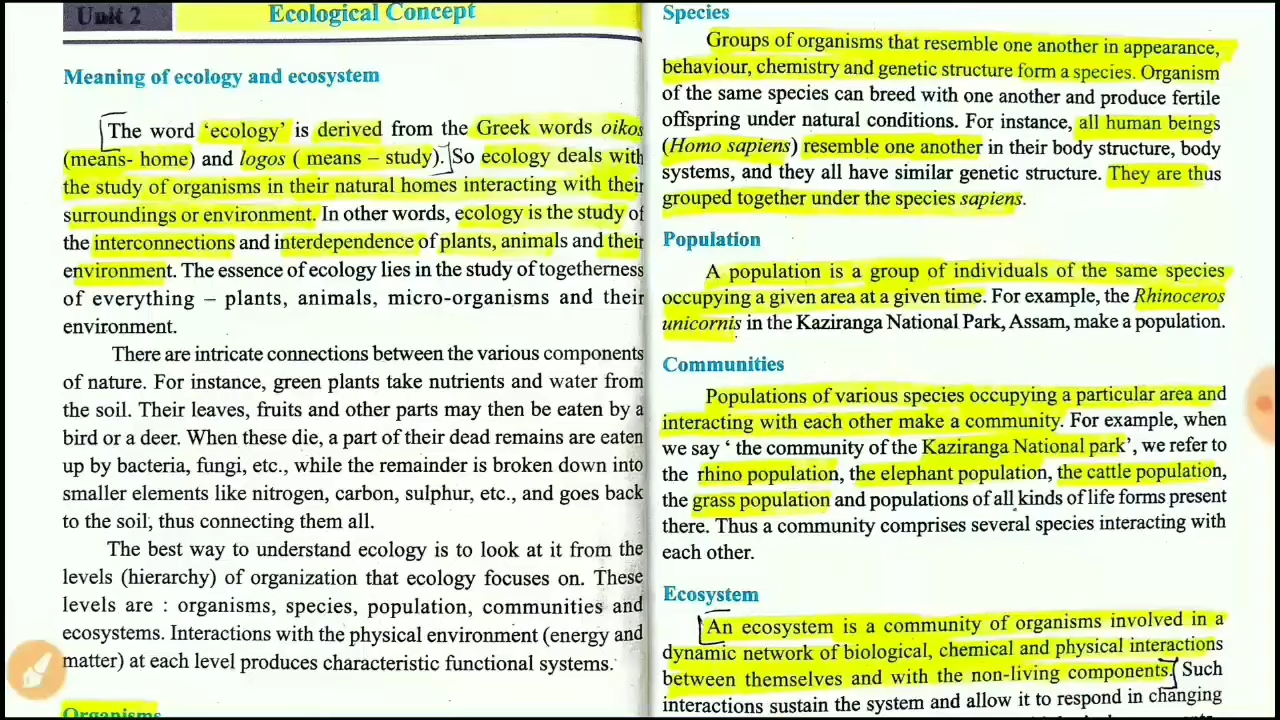 Unit 2
Ecological Concept
Meaning of ecology and ecosystem
The word ‘ecology’ is derived from the Greek words oikos
(means- home) and logos ( means – study). So ecology deals with
the study of organisms in their natural homes interacting with their
surroundings or environment. In other words, ecology is the study of
the interconnections and interdependence of plants, animals and their
environment. The essence of ecology lies in the study of togetherness
of everything – plants, animals, micro-organisms and their
environment.
There are intricate connections between the various components
of nature. For instance, green plants take nutrients and water from
the soil. Their leaves, fruits and other parts may then be eaten by a
bird or a deer. When these die, a part of their dead remains are eaten
up by bacteria, fungi, etc., while the remainder is broken down into
smaller elements like nitrogen, carbon, sulphur, etc., and goes back
to the soil, thus connecting them all.
The best way to understand ecology is to look at it from the
levels (hierarchy) of organization that ecology focuses on. These
levels are : organisms, species, population, communities and
ecosystems. Interactions with the physical environment (energy and
matter) at each level produces characteristic functional systems.
Organisms
Species
Groups of organisms that resemble one another in appearance,
behaviour, chemistry and genetic structure form a species. Organism
of the same species can breed with one another and produce fertile
offspring under natural conditions. For instance, all human beings
(Homo sapiens) resemble one another in their body structure, body
systems, and they all have similar genetic structure. They are thus
grouped together under the species sapiens.
Population
A population is a group of individuals of the same species
occupying a given area at a given time. For example, the Rhinoceros
unicornis in the Kaziranga National Park, Assam, make a population.
Communities
Populations of various species occupying a particular area and
interacting with each other make a community. For example, when
we say ‘ the community of the Kaziranga National park’, we refer to
the rhino population, the elephant population, the cattle population,
the grass population and populations of all kinds of life forms present
there. Thus a community comprises several species interacting with
each other.
Ecosystem
An ecosystem is a community of organisms involved in a
dynamic network of biological, chemical and physical interactions
between themselves and with the non-living components. Such
interactions sustain the system and allow it to respond in changing